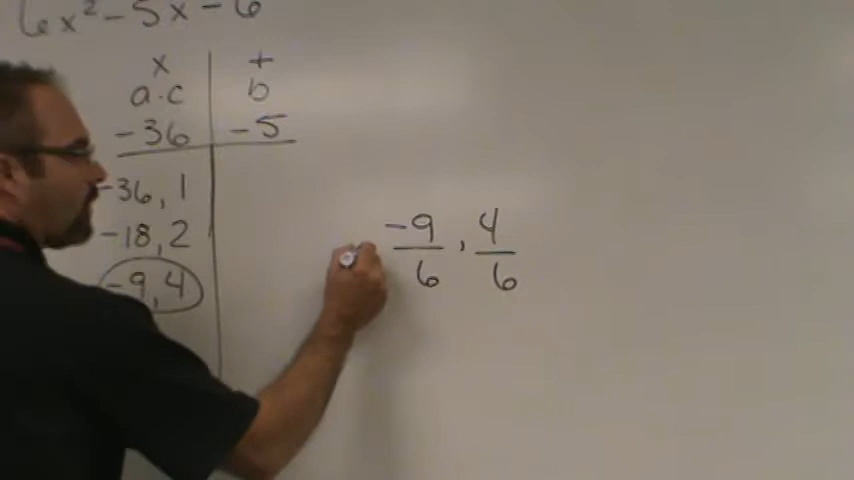 6x² - 5x - 6
x +
a·c b
-36 -5
-36, 1
-18, 2
-9, 4
-9/6, 4/6